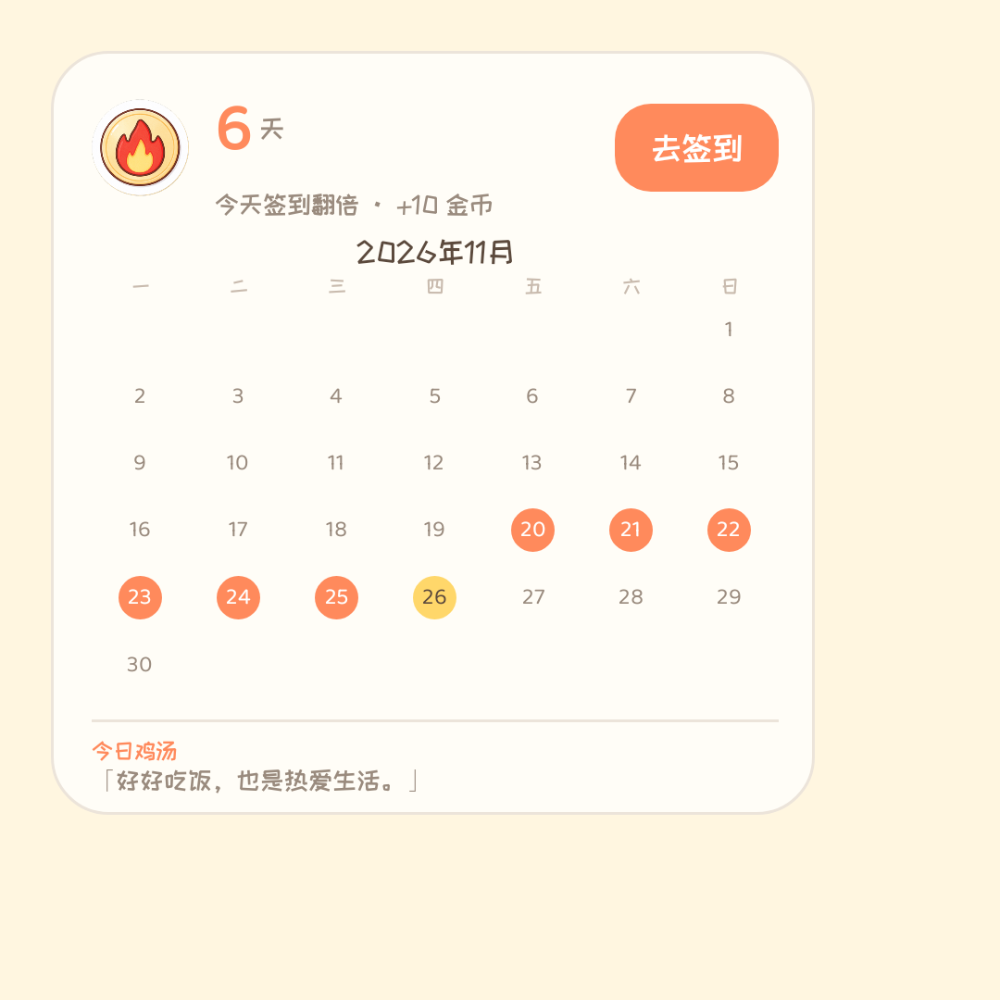 6 天
去签到
今天签到翻倍 · +10 金币
2026年11月
一 二 三 四 五 六 日
1
2 3 4 5 6 7 8
9 10 11 12 13 14 15
16 17 18 19 20 21 22
23 24 25 26 27 28 29
30
今日鸡汤
「好好吃饭，也是热爱生活。」